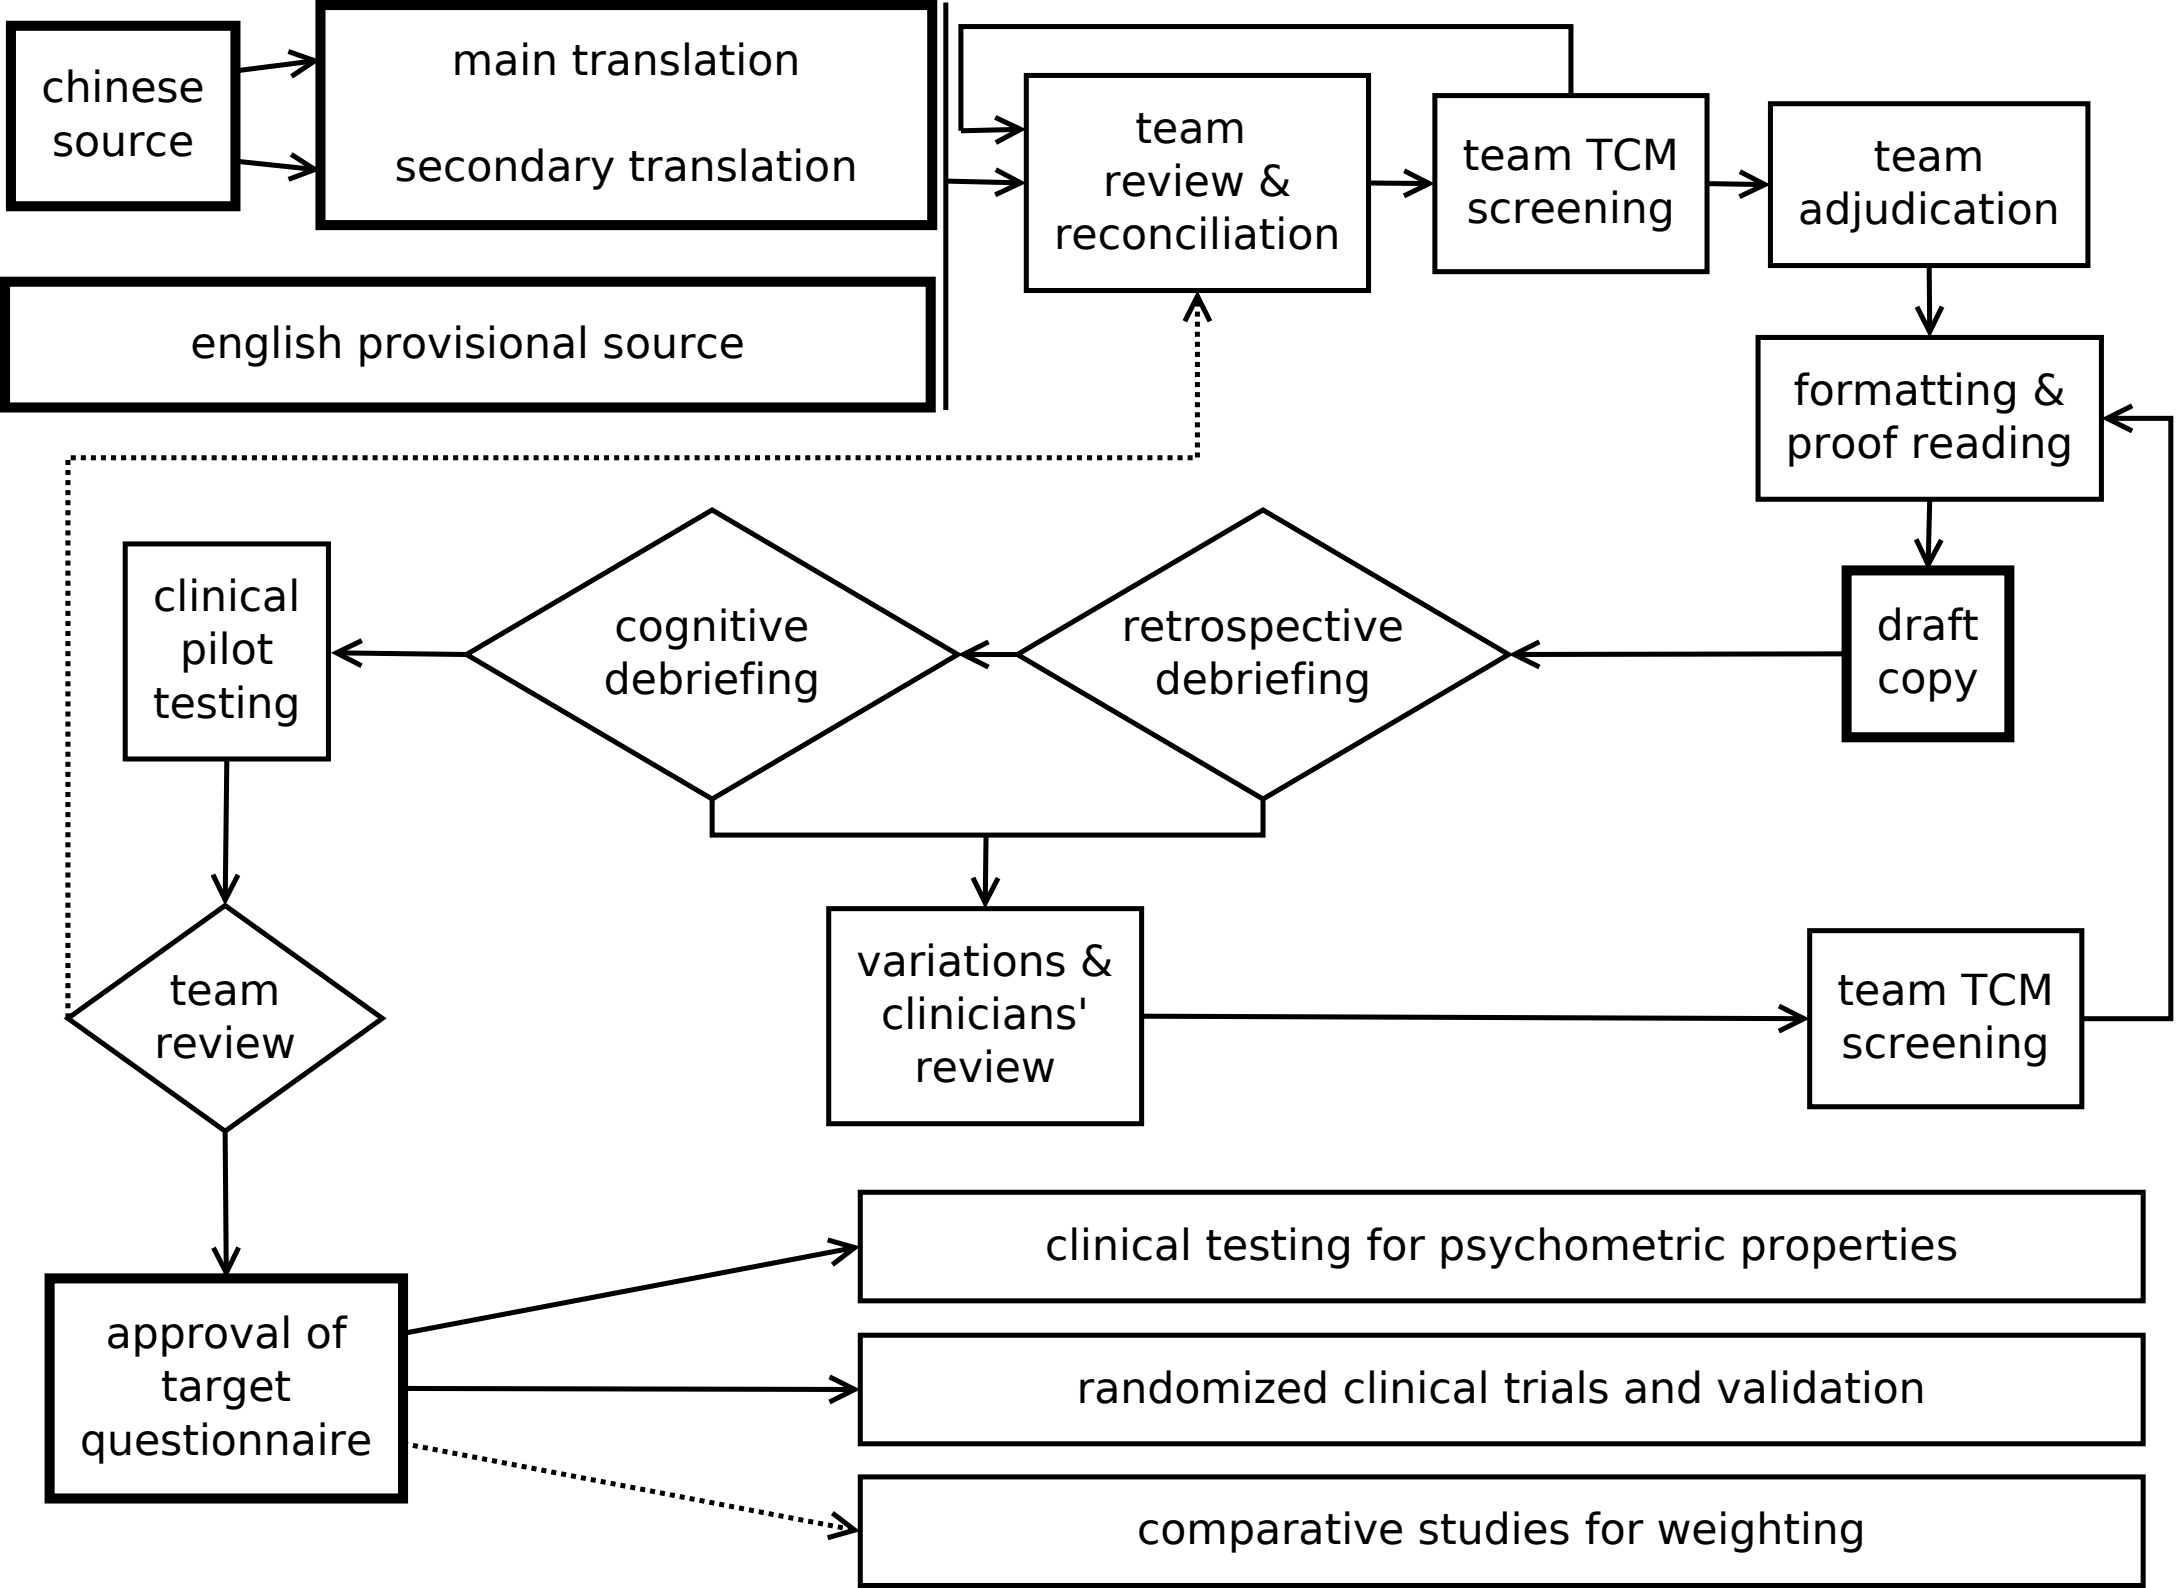 chinese
source
main translation
secondary translation
english provisional source
team
review &
reconciliation
team TCM
screening
team
adjudication
formatting &
proof reading
draft
copy
retrospective
debriefing
cognitive
debriefing
clinical
pilot
testing
variations &
clinicians'
review
team TCM
screening
team
review
approval of
target
questionnaire
clinical testing for psychometric properties
randomized clinical trials and validation
comparative studies for weighting